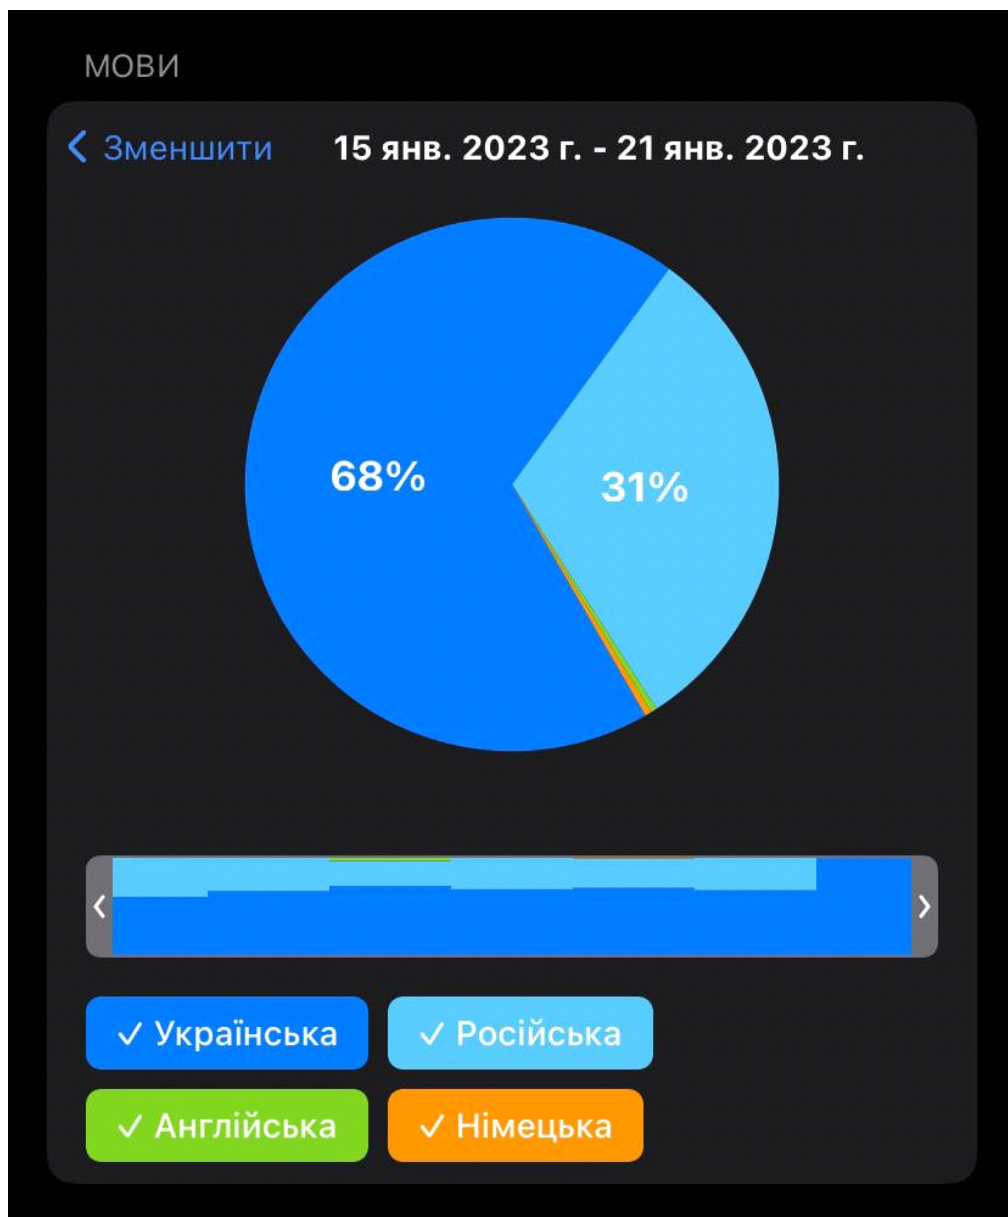 МОВИ
Зменшити 15 янв. 2023 г. - 21 янв. 2023 г.
68% 31%
✓ Українська ✓ Російська
✓ Англійська ✓ Німецька